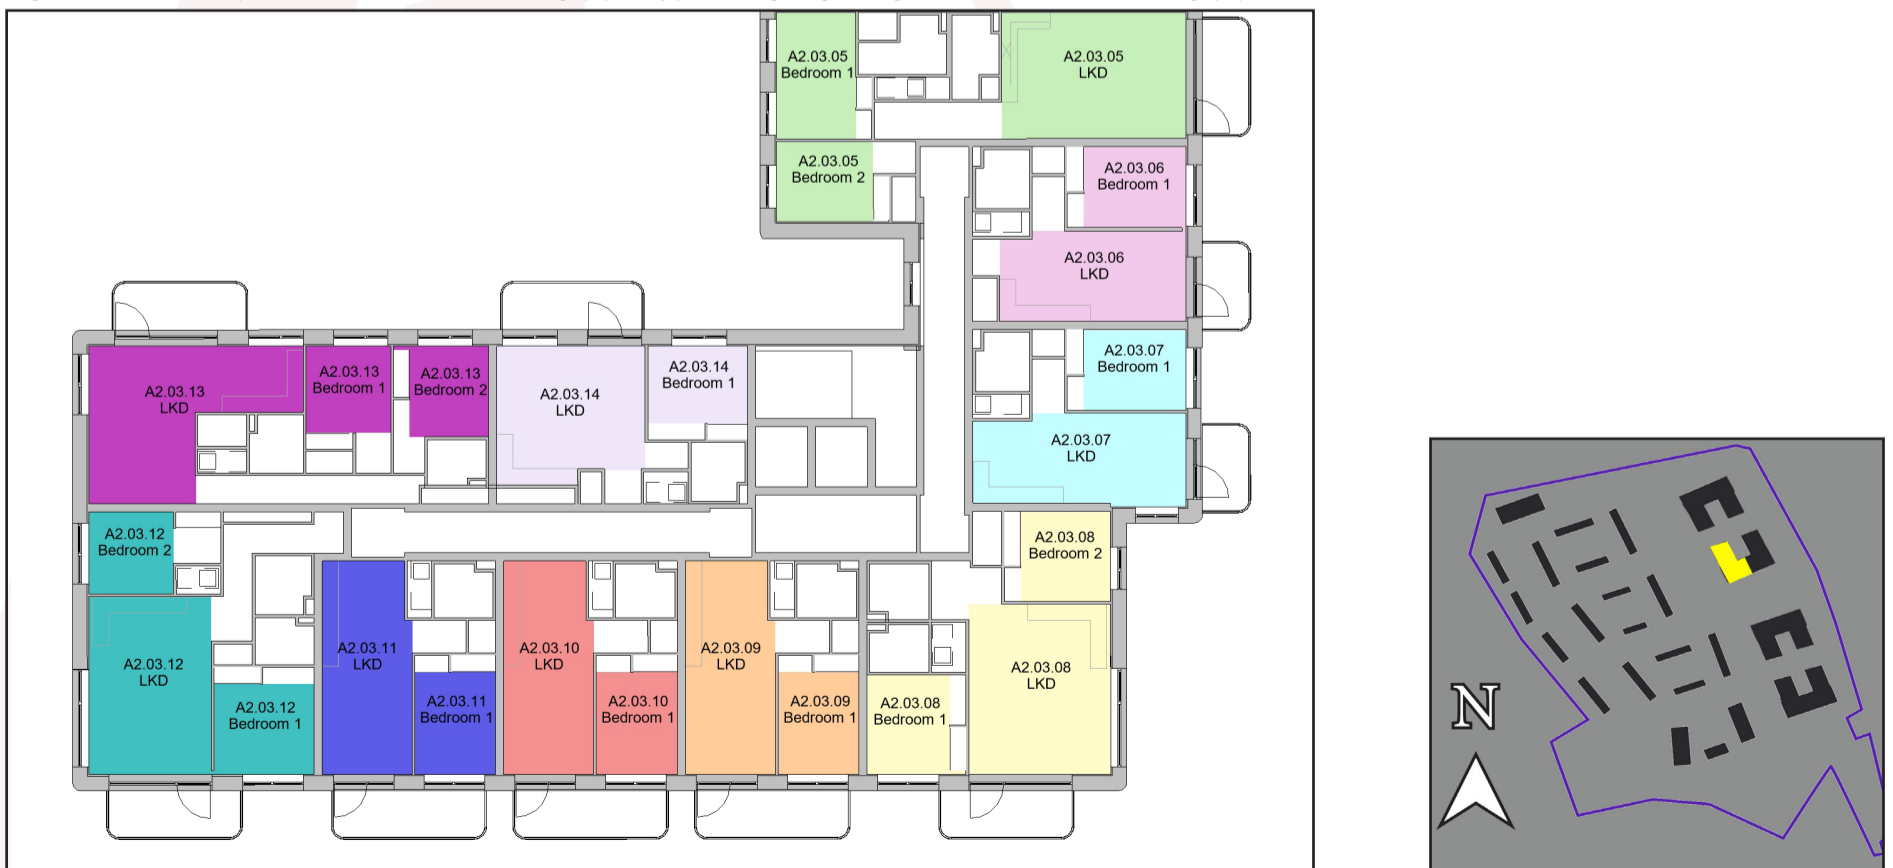 A2.03.05
Bedroom 1
A2.03.05
LKD
A2.03.05
Bedroom 2
A2.03.06
Bedroom 1
A2.03.06
LKD
A2.03.07
Bedroom 1
A2.03.07
LKD
A2.03.13
LKD
A2.03.13
Bedroom 1
A2.03.13
Bedroom 2
A2.03.14
LKD
A2.03.14
Bedroom 1
A2.03.12
Bedroom 2
A2.03.08
Bedroom 2
A2.03.12
LKD
A2.03.12
Bedroom 1
A2.03.11
LKD
A2.03.11
Bedroom 1
A2.03.10
LKD
A2.03.10
Bedroom 1
A2.03.09
LKD
A2.03.09
Bedroom 1
A2.03.08
Bedroom 1
A2.03.08
LKD
N